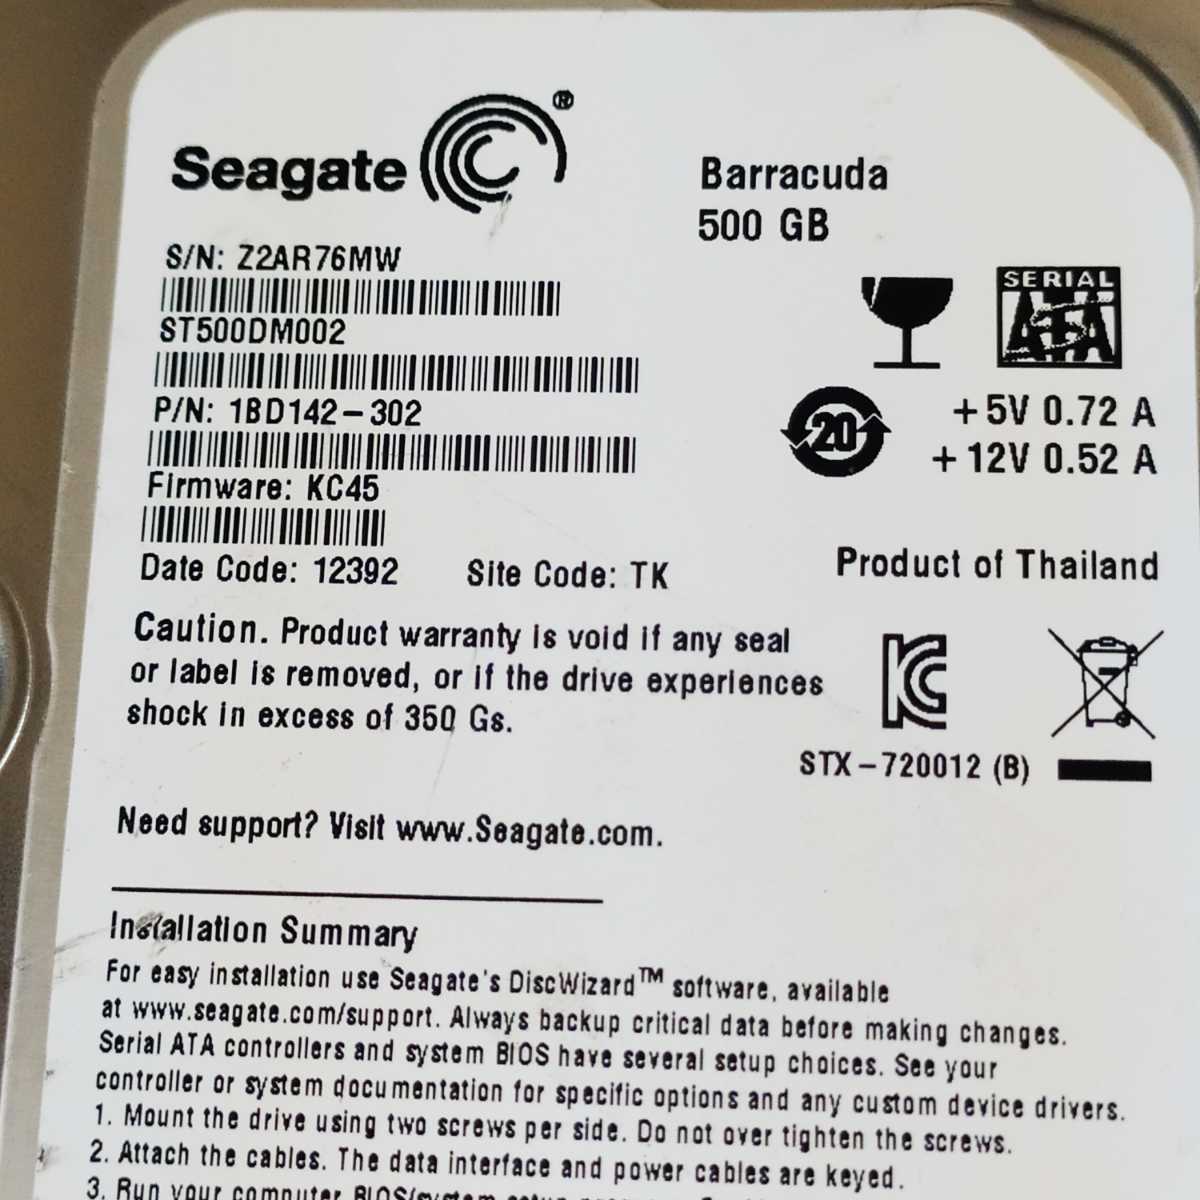 Seagate ®
Barracuda
500 GB
S/N: Z2AR76MW
ST500DM002
P/N: 1BD142-302
Firmware: KC45
Date Code: 12392 Site Code: TK
SERIAL
ATA
20
+5V 0.72 A
+12V 0.52 A
Product of Thailand
Caution. Product warranty is void if any seal
or label is removed, or if the drive experiences
shock in excess of 350 Gs.
STX-720012 (B)
Need support? Visit www.Seagate.com.
Installation Summary
For easy installation use Seagate's DiscWizard™ software, available
at www.seagate.com/support. Always backup critical data before making changes.
Serial ATA controllers and system BIOS have several setup choices. See your
controller or system documentation for specific options and any custom device drivers.
1. Mount the drive using two screws per side. Do not over tighten the screws.
2. Attach the cables. The data interface and power cables are keyed.
3. Run your computer BIOS/system setup